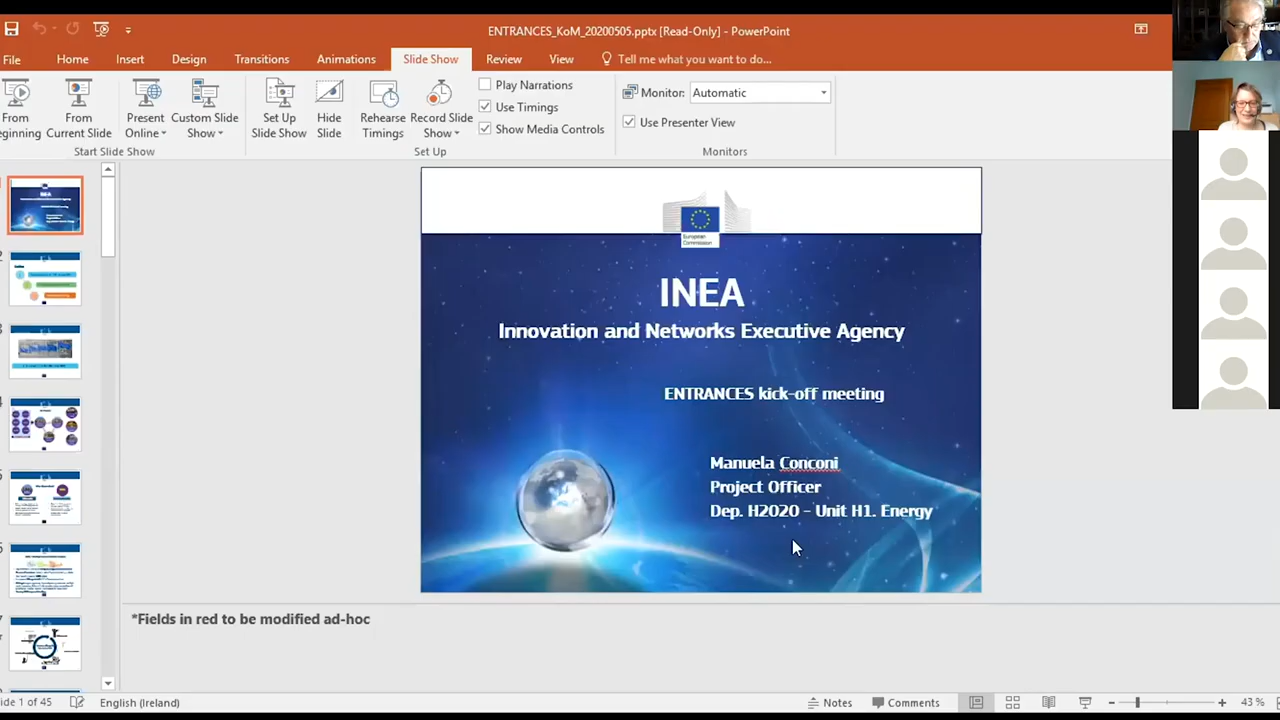 ENTRANCES_KoM_20200505.pptx [Read-Only] - PowerPoint
File
Home
Insert
Design
Transitions
Animations
Slide Show
Review
View
Tell me what you want to do...
From
Current Slide
Present
Online
Custom Slide
Show
Set Up
Slide Show
Hide
Slide
Rehearse
Timings
Record Slide
Show
Play Narrations
Use Timings
Show Media Controls
Monitor:
Automatic
Use Presenter View
From
eginning
Start Slide Show
Set Up
Monitors
European
Commission
INEA
Innovation and Networks Executive Agency
ENTRANCES kick-off meeting
Manuela Conconi
Project Officer
Dep. H2020 - Unit H1. Energy
*Fields in red to be modified ad-hoc
lide 1 of 45
English (Ireland)
Notes
Comments
43 %